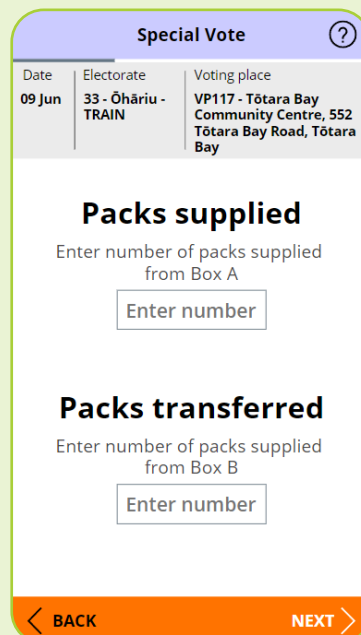 Special Vote
?
Date
09 Jun
Electorate
33 - Ōhāriu -
TRAIN
Voting place
VP117 - Tōtara Bay
Community Centre, 552
Tōtara Bay Road, Tōtara
Bay
Packs supplied
Enter number of packs supplied
from Box A
Enter number
Packs transferred
Enter number of packs supplied
from Box B
Enter number
BACK
NEXT